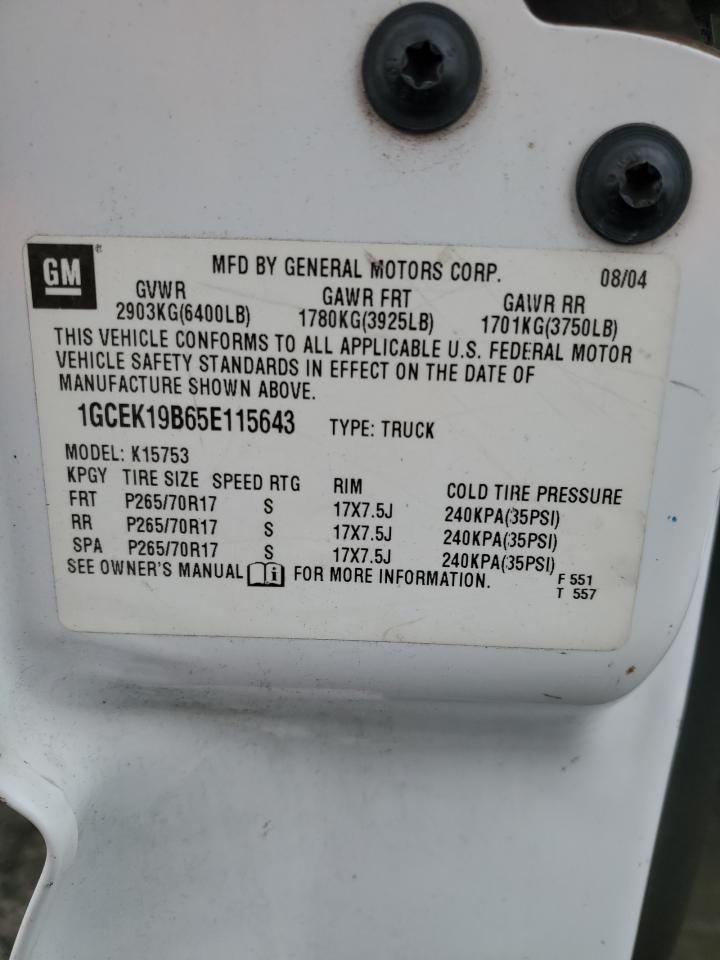 GM ® MFD BY GENERAL MOTORS CORP. 08/04
GVWR GAWR FRT GAWR RR
2903KG(6400LB) 1780KG(3925LB) 1701KG(3750LB)
THIS VEHICLE CONFORMS TO ALL APPLICABLE U.S. FEDERAL MOTOR
VEHICLE SAFETY STANDARDS IN EFFECT ON THE DATE OF
MANUFACTURE SHOWN ABOVE.
1GCEK19B65E115643 TYPE: TRUCK
MODEL: K15753
KPGY TIRE SIZE SPEED RTG RIM COLD TIRE PRESSURE
FRT P265/70R17 S 17X7.5J 240KPA(35PSI)
RR P265/70R17 S 17X7.5J 240KPA(35PSI)
SPA P265/70R17 S 17X7.5J 240KPA(35PSI)
SEE OWNER'S MANUAL i FOR MORE INFORMATION. F 551
T 557